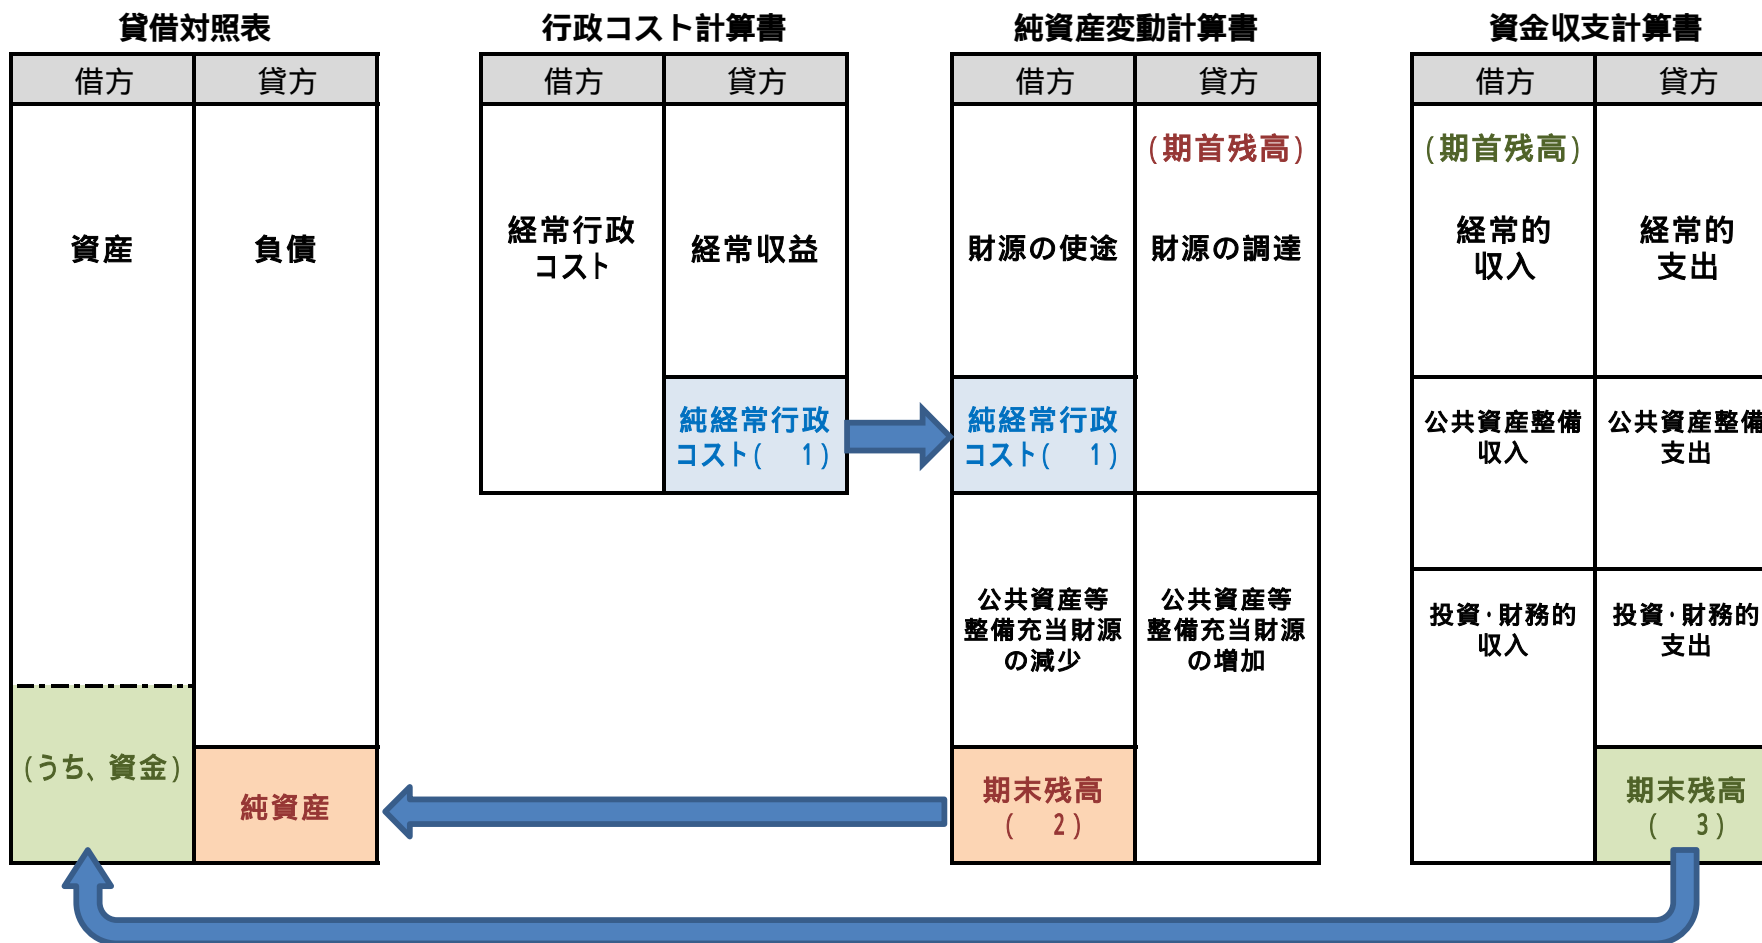 貸借対照表
借方 貸方
資産
負債
(うち、資金)
純資産
行政コスト計算書
借方 貸方
経常行政
コスト
経常収益
純経常行政
コスト( 1)
純資産変動計算書
借方 貸方
(期首残高)
財源の使途
財源の調達
純経常行政
コスト( 1)
公共資産等
整備充当財源
の減少
公共資産等
整備充当財源
の増加
期末残高
( 2)
資金収支計算書
借方 貸方
(期首残高)
経常的
収入
経常的
支出
公共資産整備
収入
公共資産整備
支出
投資・財務的
収入
投資・財務的
支出
期末残高
( 3)